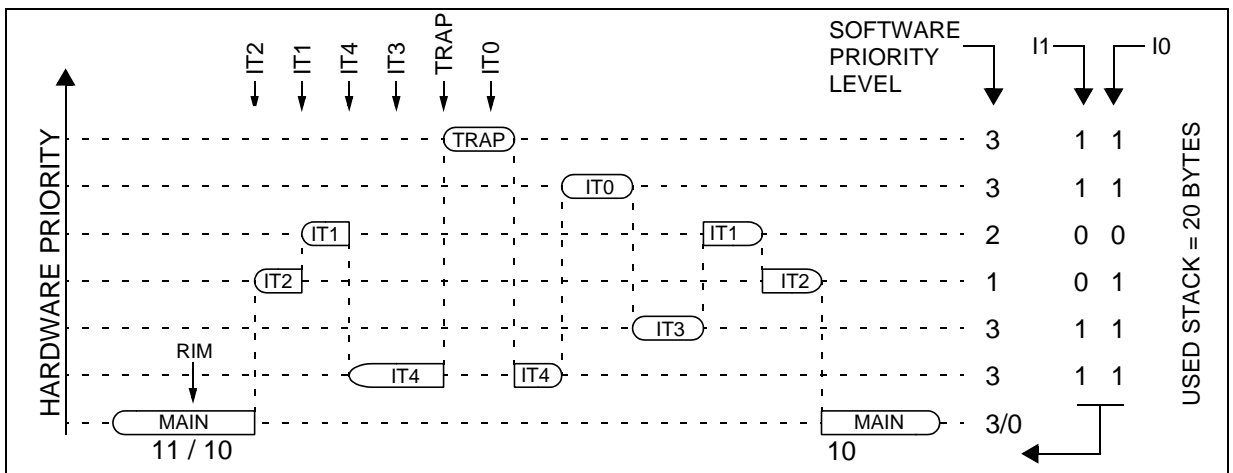 SOFTWARE
PRIORITY
LEVEL
I1
I0
IT2
IT1
IT4
IT3
TRAP
IT0
HARDWARE PRIORITY
USED STACK = 20 BYTES
TRAP
3
1 1
IT0
3
1 1
IT1
IT1
2
0 0
IT2
IT2
1
0 1
IT3
3
1 1
RIM
IT4
IT4
3
1 1
MAIN
MAIN
3/0
11 / 10
10